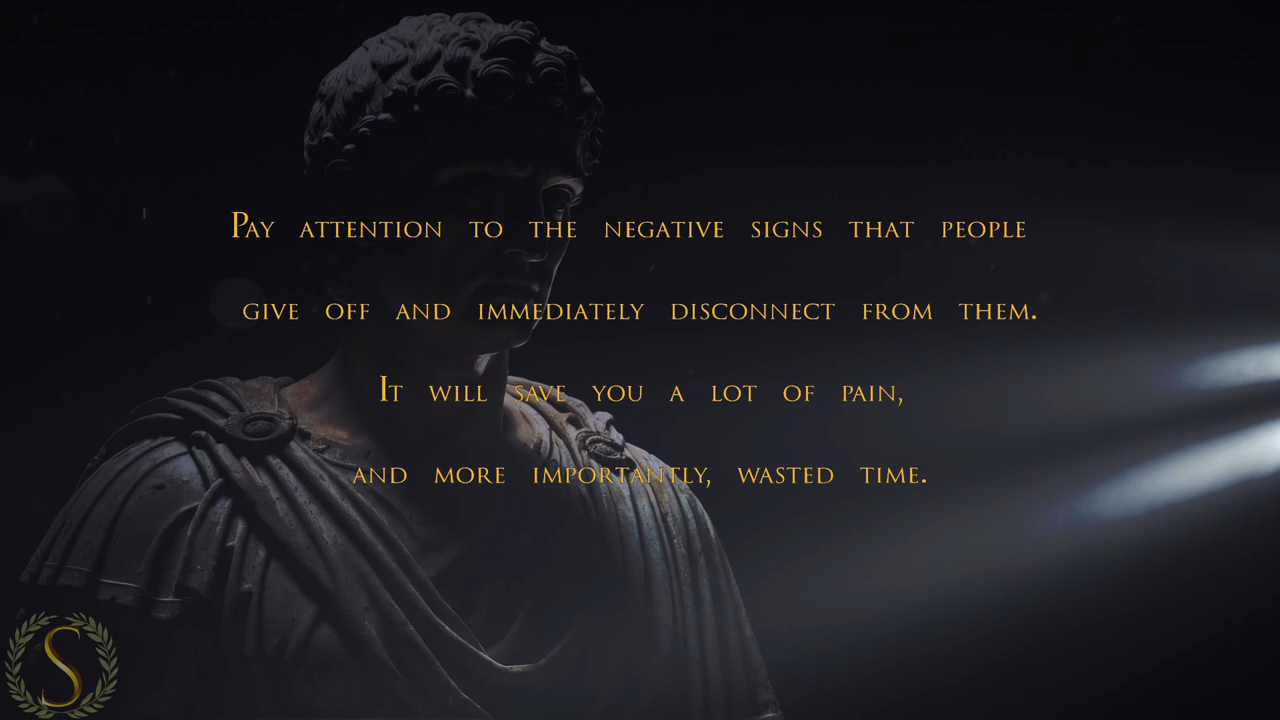 Pay attention to the negative signs that people
give off and immediately disconnect from them.
It will save you a lot of pain,
and more importantly, wasted time.
S